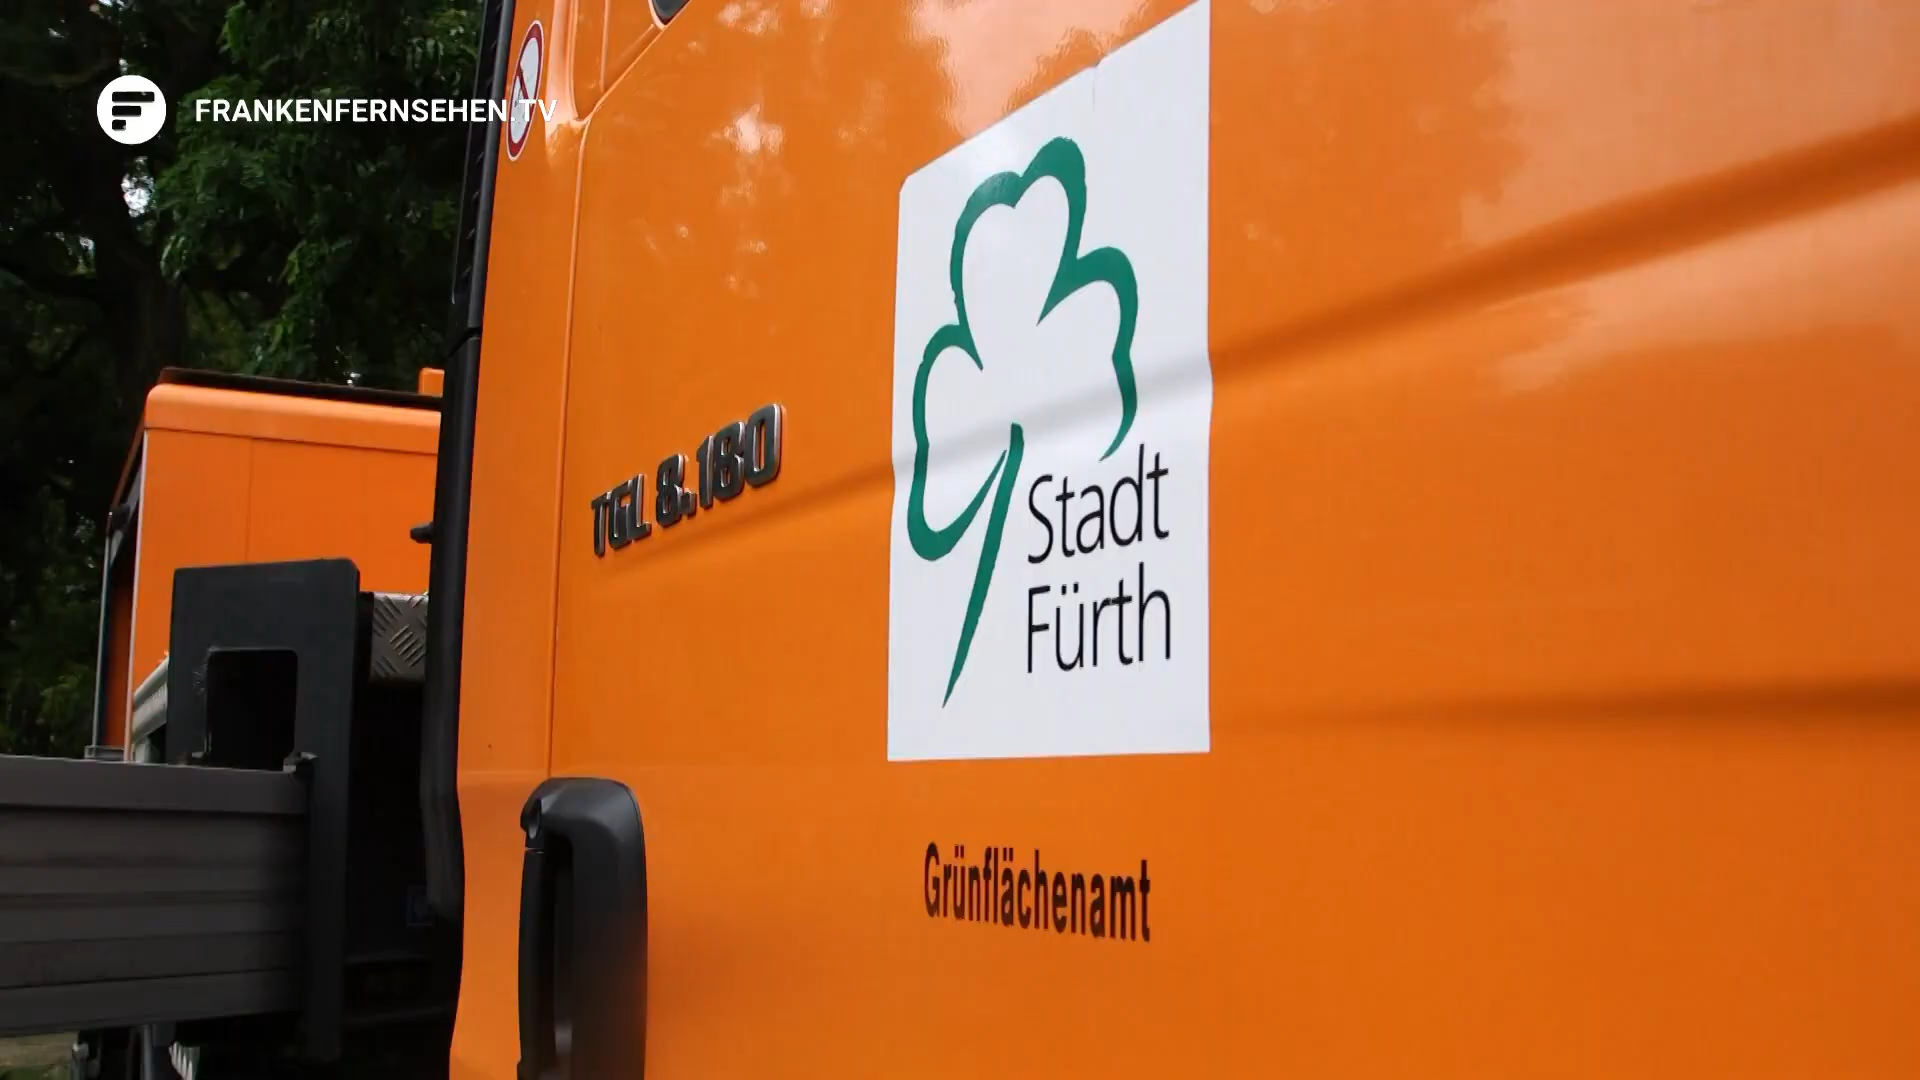 FRANKENFERNSEHEN.TV
TGL 8.180
Stadt
Fürth
Grünflächenamt